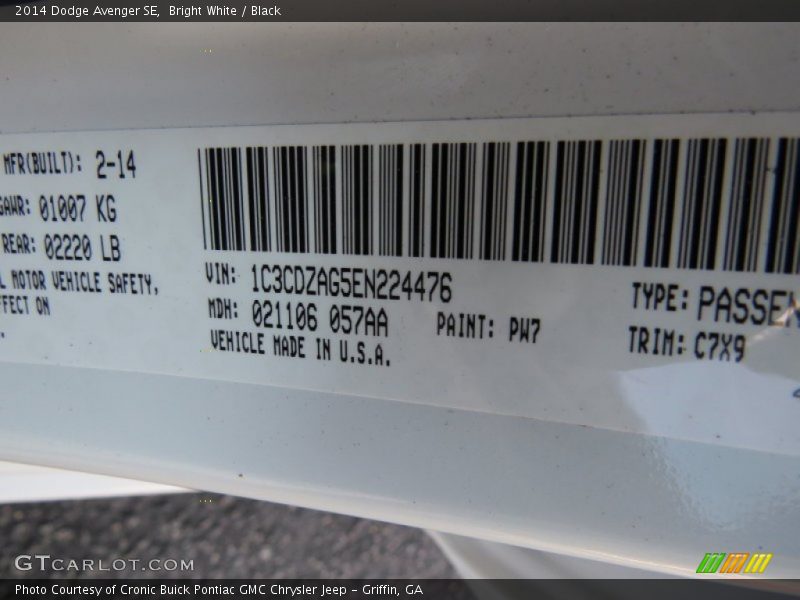 2014 Dodge Avenger SE,  Bright White / Black
MFR(BUILT): 2-14
GAWR: 01007 KG
REAR: 02220 LB
L MOTOR VEHICLE SAFETY,
FFECT ON
VIN: 1C3CDZAG5EN224476
MDH: 021106 057AA
PAINT: PW7
VEHICLE MADE IN U.S.A.
TYPE: PASSEN
TRIM: C7X9
GTCARLOT.COM
Photo Courtesy of Cronic Buick Pontiac GMC Chrysler Jeep - Griffin, GA